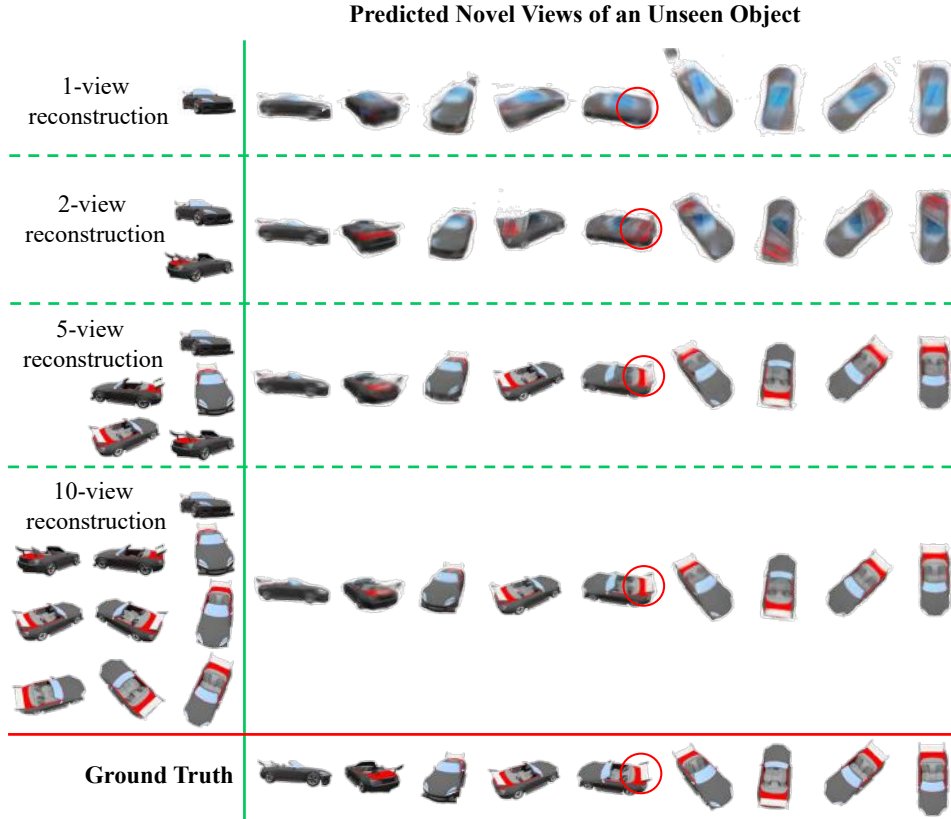 Predicted Novel Views of an Unseen Object
1-view
reconstruction
2-view
reconstruction
5-view
reconstruction
10-view
reconstruction
Ground Truth